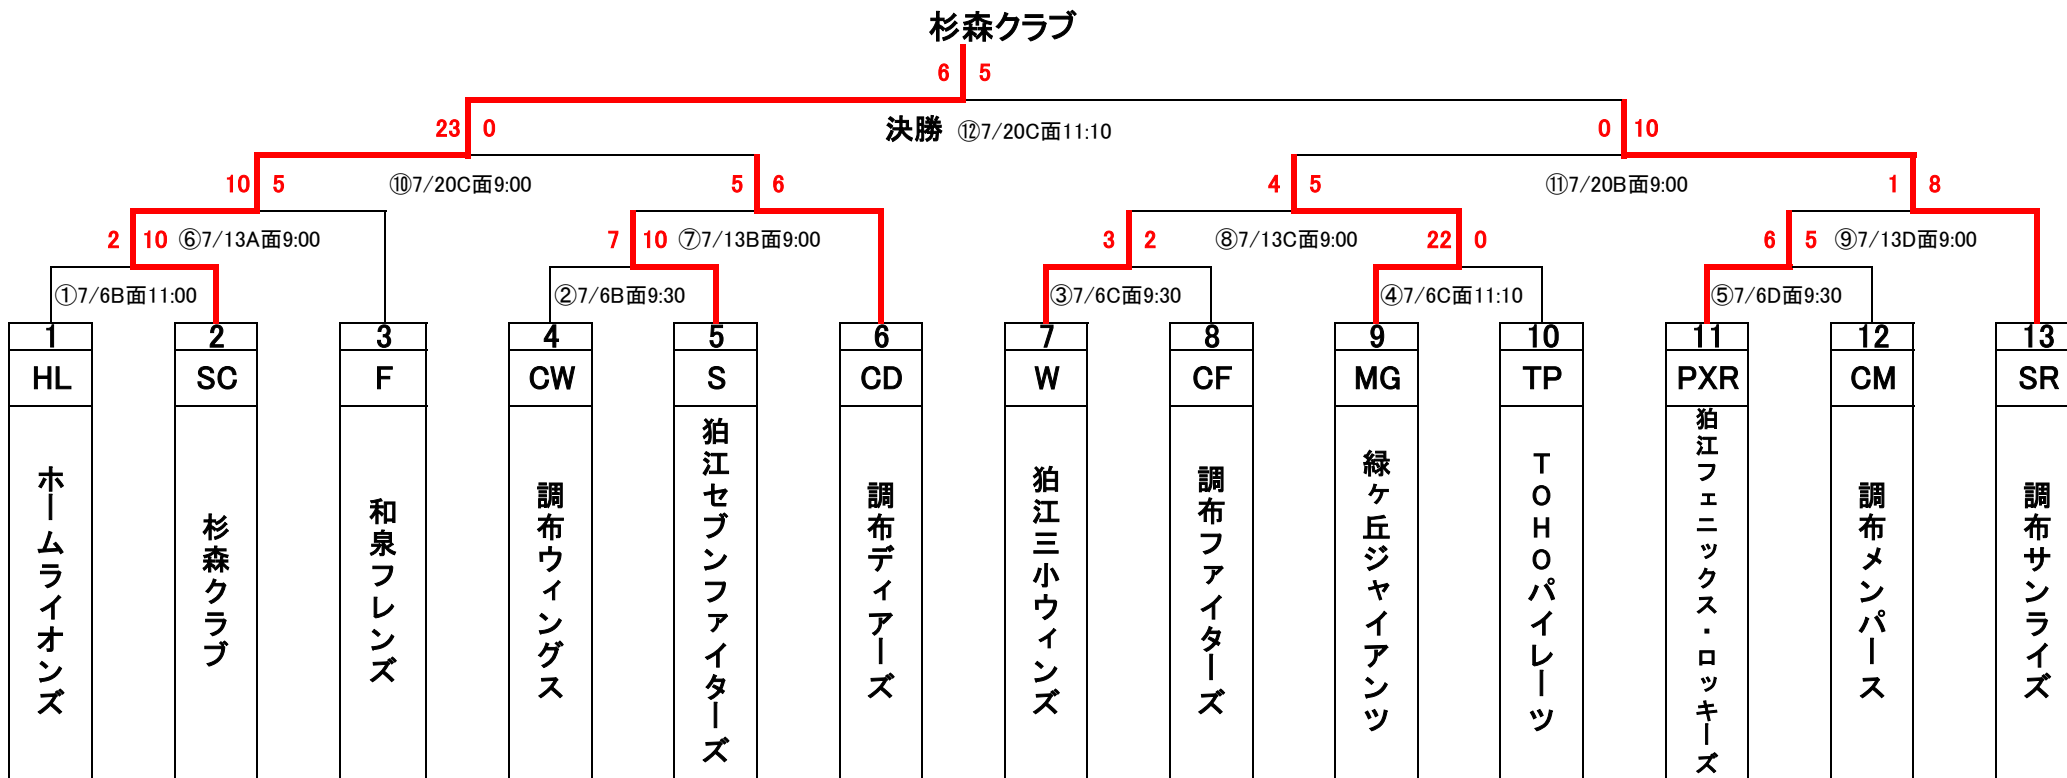 杉森クラブ
6 5
23 0 決勝 ⑫7/20C面11:10 0 10
10 5 ⑩7/20C面9:00 5 6 4 5 ⑪7/20B面9:00 1 8
2 10 ⑥7/13A面9:00 7 10 ⑦7/13B面9:00 3 2 ⑧7/13C面9:00 22 0 6 5 ⑨7/13D面9:00
①7/6B面11:00 ②7/6B面9:30 ③7/6C面9:30 ④7/6C面11:10 ⑤7/6D面9:30
1 2 3 4 5 6 7 8 9 10 11 12 13
HL SC F CW S CD W CF MG TP PXR CM SR
ホームライオンズ
杉森クラブ
和泉フレンズ
調布ウィングス
狛江セブンファイターズ
調布ディアーズ
狛江三小ウィンズ
調布ファイターズ
緑ヶ丘ジャイアンツ
TOHOパイレーツ
狛江フェニックス・ロッキーズ
調布メンパース
調布サンライズ